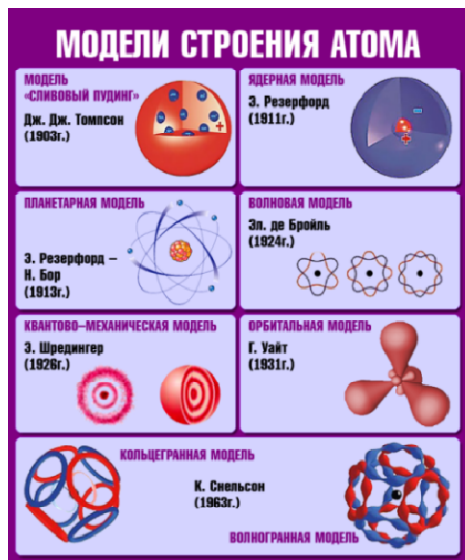 МОДЕЛИ СТРОЕНИЯ АТОМА
МОДЕЛЬ
«СЛИВОВЫЙ ПУДИНГ»
Дж. Дж. Томпсон
(1903г.)
+
ЯДЕРНАЯ МОДЕЛЬ
Э. Резерфорд
(1911г.)
−
+
ПЛАНЕТАРНАЯ МОДЕЛЬ
Э. Резерфорд –
Н. Бор
(1913г.)
ВОЛНОВАЯ МОДЕЛЬ
Эл. де Бройль
(1924г.)
КВАНТОВО–МЕХАНИЧЕСКАЯ МОДЕЛЬ
Э. Шредингер
(1926г.)
ОРБИТАЛЬНАЯ МОДЕЛЬ
Г. Уайт
(1931г.)
КОЛЬЦЕГРАННАЯ МОДЕЛЬ
К. Снельсон
(1963г.)
ВОЛНОГРАННАЯ МОДЕЛЬ